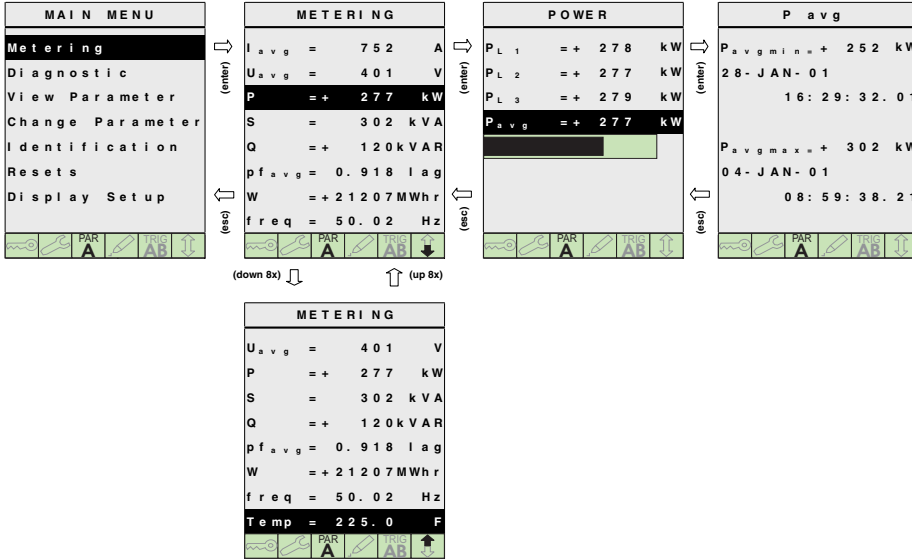 MAIN MENU
Metering
Diagnostic
View Parameter
Change Parameter
Identification
Resets
Display Setup
PAR
A
TRIG
AB
(enter)
(esc)
METERING
Iavg = 752 A
Uavg = 401 V
P =+ 277 kW
S = 302 kVA
Q =+ 120kVAR
pfavg= 0.918 lag
W =+21207MWhr
freq = 50.02 Hz
PAR
A
TRIG
AB
(enter)
(esc)
POWER
PL1 =+ 278 kW
PL2 =+ 277 kW
PL3 =+ 279 kW
Pavg =+ 277 kW
PAR
A
TRIG
AB
(enter)
(esc)
P avg
Pavgmin=+ 252 kW
28-JAN-01
16:29:32.01
Pavgmax=+ 302 kW
04-JAN-01
08:59:38.21
PAR
A
TRIG
AB
(down 8x)
(up 8x)
METERING
Uavg = 401 V
P =+ 277 kW
S = 302 kVA
Q =+ 120kVAR
pfavg= 0.918 lag
W =+21207MWhr
freq = 50.02 Hz
Temp = 225.0 F
PAR
A
TRIG
AB